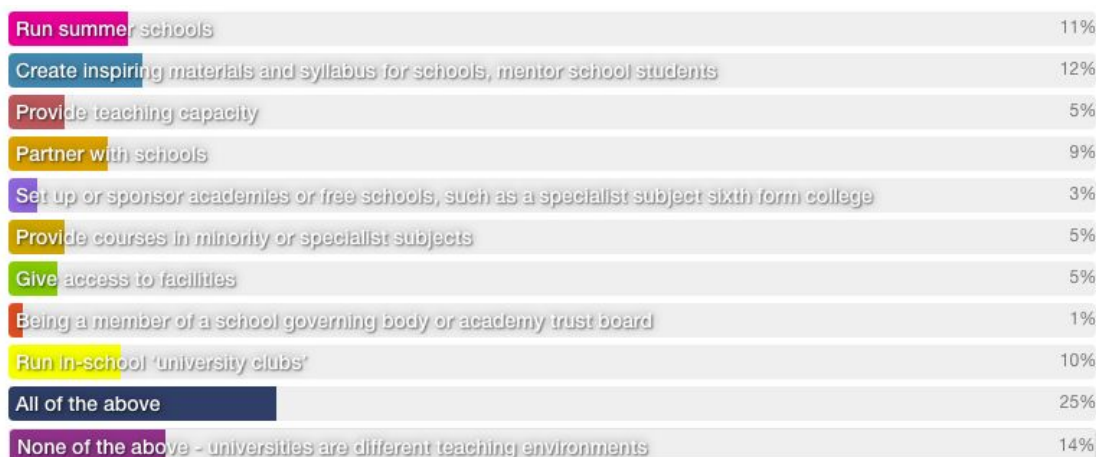 Run summer schools 11%
Create inspiring materials and syllabus for schools, mentor school students 12%
Provide teaching capacity 5%
Partner with schools 9%
Set up or sponsor academies or free schools, such as a specialist subject sixth form college 3%
Provide courses in minority or specialist subjects 5%
Give access to facilities 5%
Being a member of a school governing body or academy trust board 1%
Run in-school ‘university clubs’ 10%
All of the above 25%
None of the above - universities are different teaching environments 14%